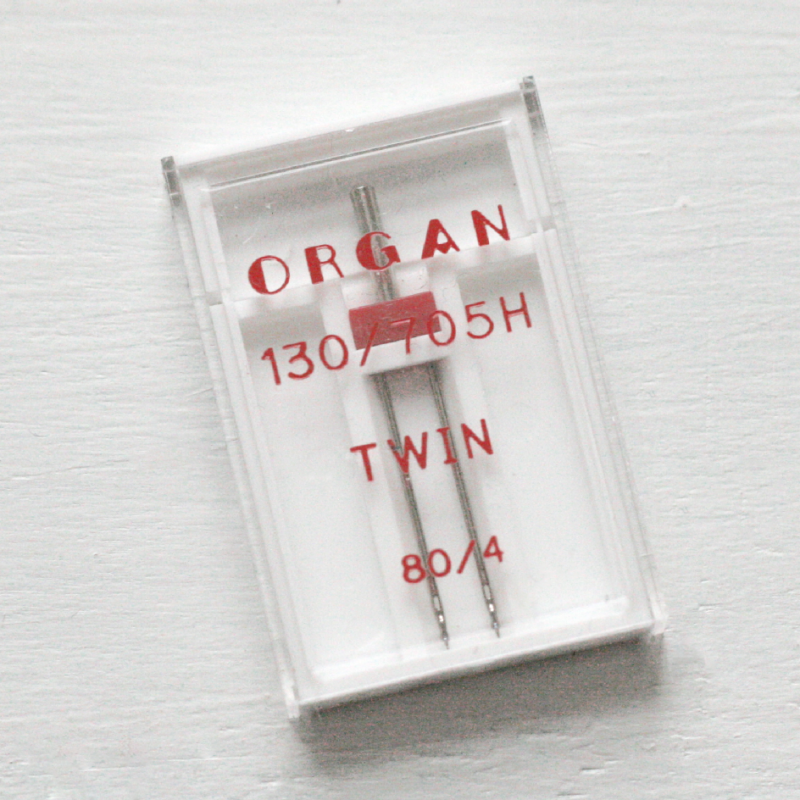 ORGAN
130/705H
TWIN
80/4